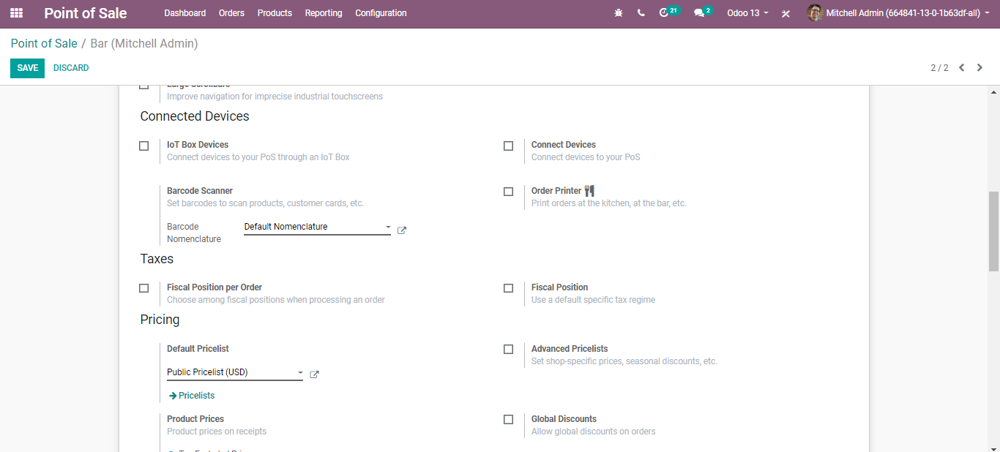 Point of Sale Dashboard Orders Products Reporting Configuration 21 2 Odoo 13 Mitchell Admin (664841-13-0-1b63df-all)
Point of Sale / Bar (Mitchell Admin)
SAVE DISCARD 2 / 2
Large Scrollbars
Improve navigation for imprecise industrial touchscreens
Connected Devices
IoT Box Devices
Connect devices to your PoS through an IoT Box
Connect Devices
Connect devices to your PoS
Barcode Scanner
Set barcodes to scan products, customer cards, etc.
Barcode Nomenclature
Default Nomenclature
Order Printer
Print orders at the kitchen, at the bar, etc.
Taxes
Fiscal Position per Order
Choose among fiscal positions when processing an order
Fiscal Position
Use a default specific tax regime
Pricing
Default Pricelist
Public Pricelist (USD)
Pricelists
Advanced Pricelists
Set shop-specific prices, seasonal discounts, etc.
Product Prices
Product prices on receipts
Global Discounts
Allow global discounts on orders